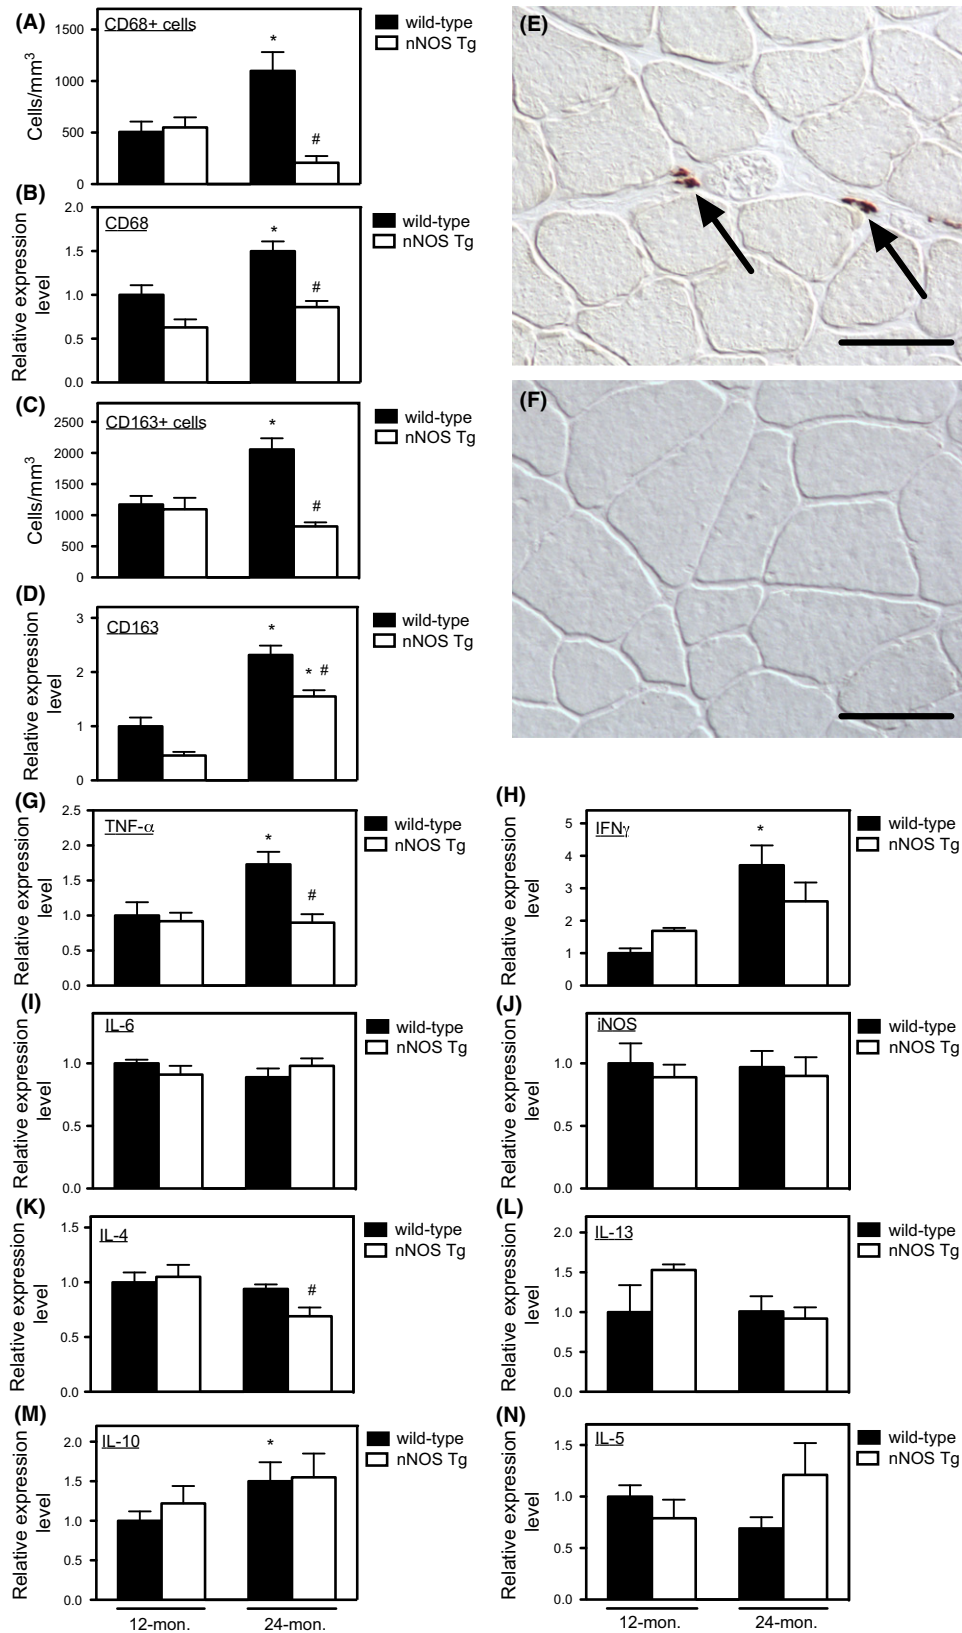 (A)
CD68+ cells
wild-type
nNOS Tg
Cells/mm³
1500
1000
500
0
*
#
(B)
CD68
wild-type
nNOS Tg
Relative expression
level
2.0
1.5
1.0
0.5
0.0
*
#
(C)
CD163+ cells
wild-type
nNOS Tg
Cells/mm³
2500
2000
1500
1000
500
0
*
#
(D)
CD163
wild-type
nNOS Tg
Relative expression
level
3
2
1
0
*
* #
(E)
(F)
(G)
TNF-α
wild-type
nNOS Tg
Relative expression
level
2.5
2.0
1.5
1.0
0.5
0.0
*
#
(H)
IFNγ
wild-type
nNOS Tg
Relative expression
level
5
4
3
2
1
0
*
(I)
IL-6
wild-type
nNOS Tg
Relative expression
level
1.0
0.5
0.0
(J)
iNOS
wild-type
nNOS Tg
Relative expression
level
1.0
0.5
0.0
(K)
IL-4
wild-type
nNOS Tg
Relative expression
level
1.5
1.0
0.5
0.0
#
(L)
IL-13
wild-type
nNOS Tg
Relative expression
level
2.0
1.5
1.0
0.5
0.0
(M)
IL-10
wild-type
nNOS Tg
Relative expression
level
2.0
1.5
1.0
0.5
0.0
*
12-mon.
24-mon.
(N)
IL-5
wild-type
nNOS Tg
Relative expression
level
1.5
1.0
0.5
0.0
12-mon.
24-mon.